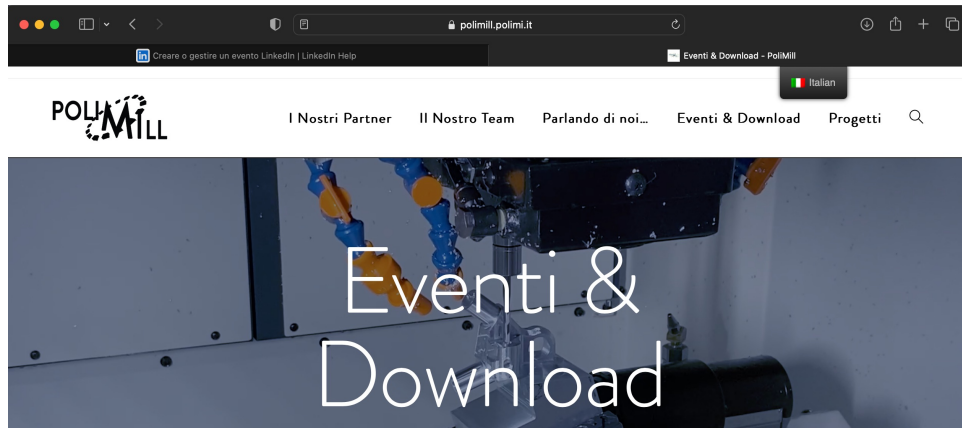 polimill.polimi.it
Creare o gestire un evento LinkedIn | LinkedIn Help
Eventi & Download - PoliMill
Italian
POLIMILL
I Nostri Partner
Il Nostro Team
Parlando di noi...
Eventi & Download
Progetti
Eventi &
Download